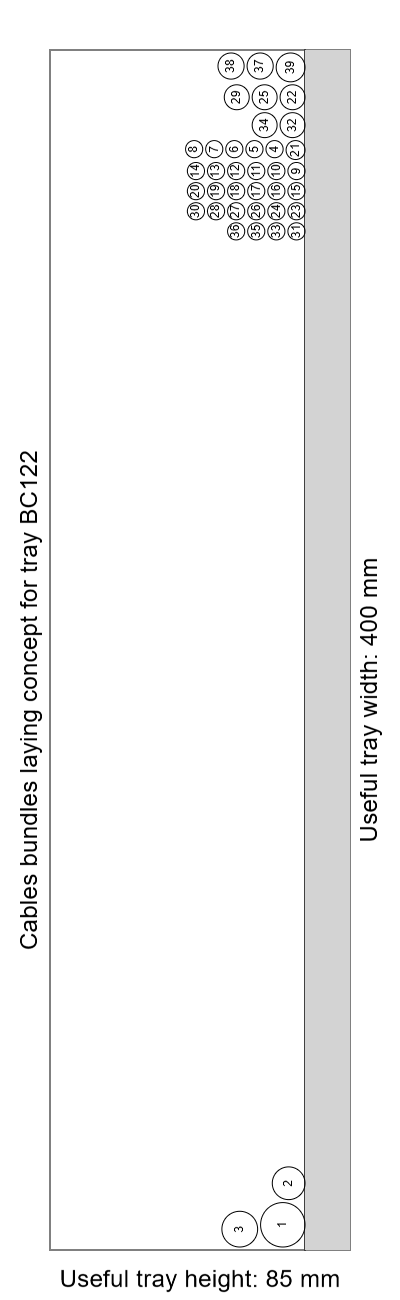 Cables bundles laying concept for tray BC122
38 37 39
29 25 22
34 32
8 7 6 5 4 21
14 13 12 11 10 9
20 19 18 17 16 15
30 28 27 26 24 23
36 35 33 31
2
3 1
Useful tray width: 400 mm
Useful tray height: 85 mm